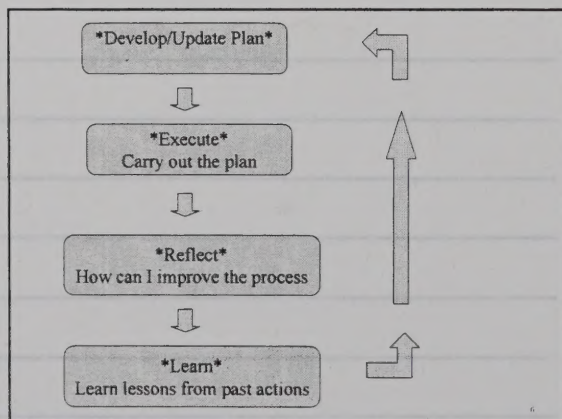 *Develop/Update Plan*
*Execute*
Carry out the plan
*Reflect*
How can I improve the process
*Learn*
Learn lessons from past actions
6